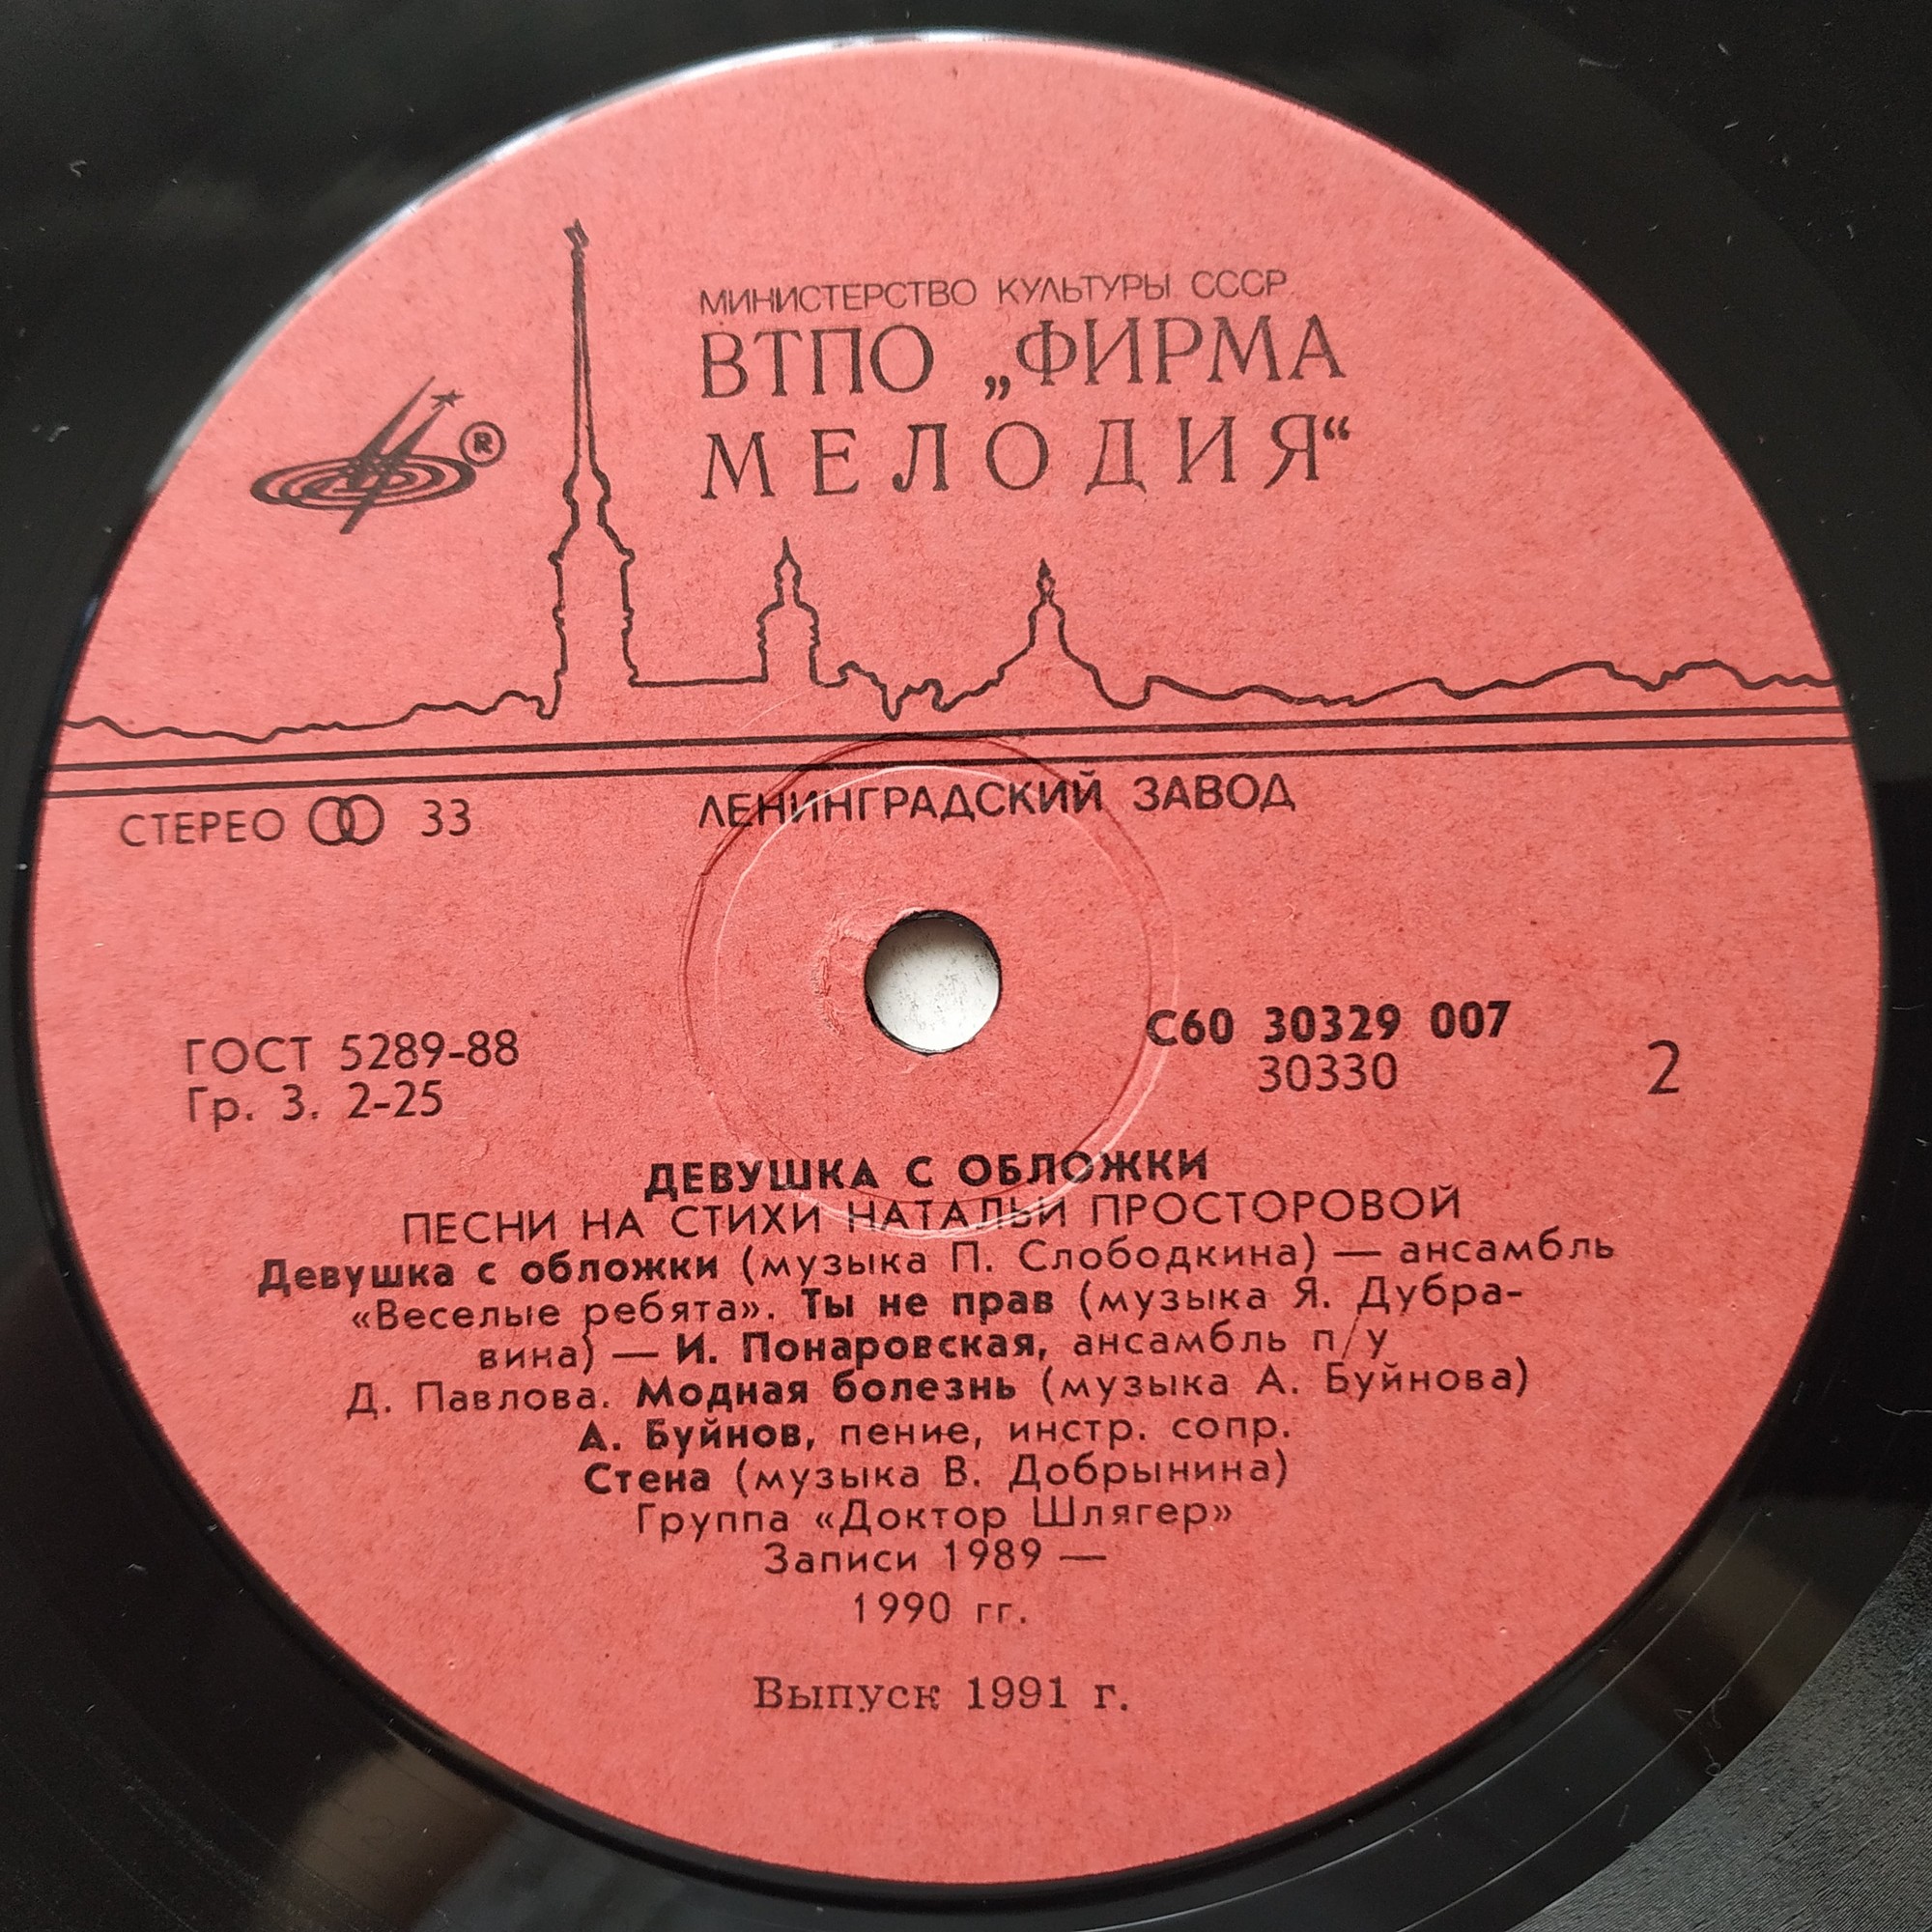 МИНИСТЕРСТВО КУЛЬТУРЫ СССР
ВТПО „ФИРМА
МЕЛОДИЯ“
®
СТЕРЕО 33
ЛЕНИНГРАДСКИЙ ЗАВОД
ГОСТ 5289-88
Гр. 3. 2-25
С60 30329 007
30330
2
ДЕВУШКА С ОБЛОЖКИ
ПЕСНИ НА СТИХИ НАТАЛЬИ ПРОСТОРОВОЙ
Девушка с обложки (музыка П. Слободкина) — ансамбль
«Веселые ребята». Ты не прав (музыка Я. Дубра-
вина) — И. Понаровская, ансамбль п/у
Д. Павлова. Модная болезнь (музыка А. Буйнова)
А. Буйнов, пение, инстр. сопр.
Стена (музыка В. Добрынина)
Группа «Доктор Шлягер»
Записи 1989 —
1990 гг.
Выпуск 1991 г.